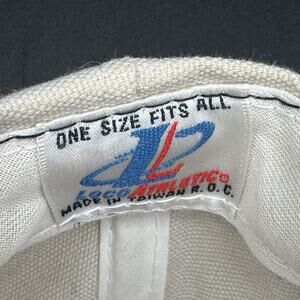 ONE SIZE FITS ALL
LOGO ATHLETIC®
MADE IN TAIWAN R.O.C.